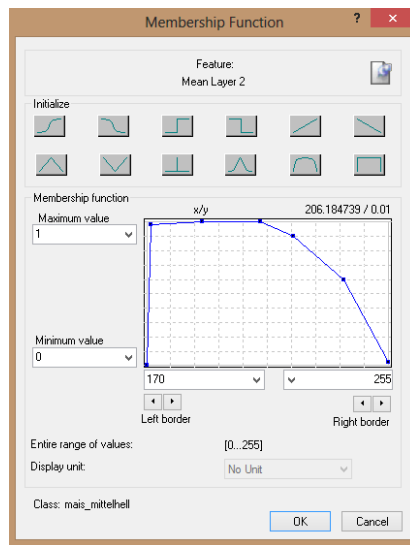 Membership Function
? ×
Feature:
Mean Layer 2
Initialize
Membership function
Maximum value
x/y
206.184739 / 0.01
1
Minimum value
0
170
255
Left border
Right border
Entire range of values:
[0...255]
Display unit:
No Unit
Class: mais_mittelhell
OK
Cancel